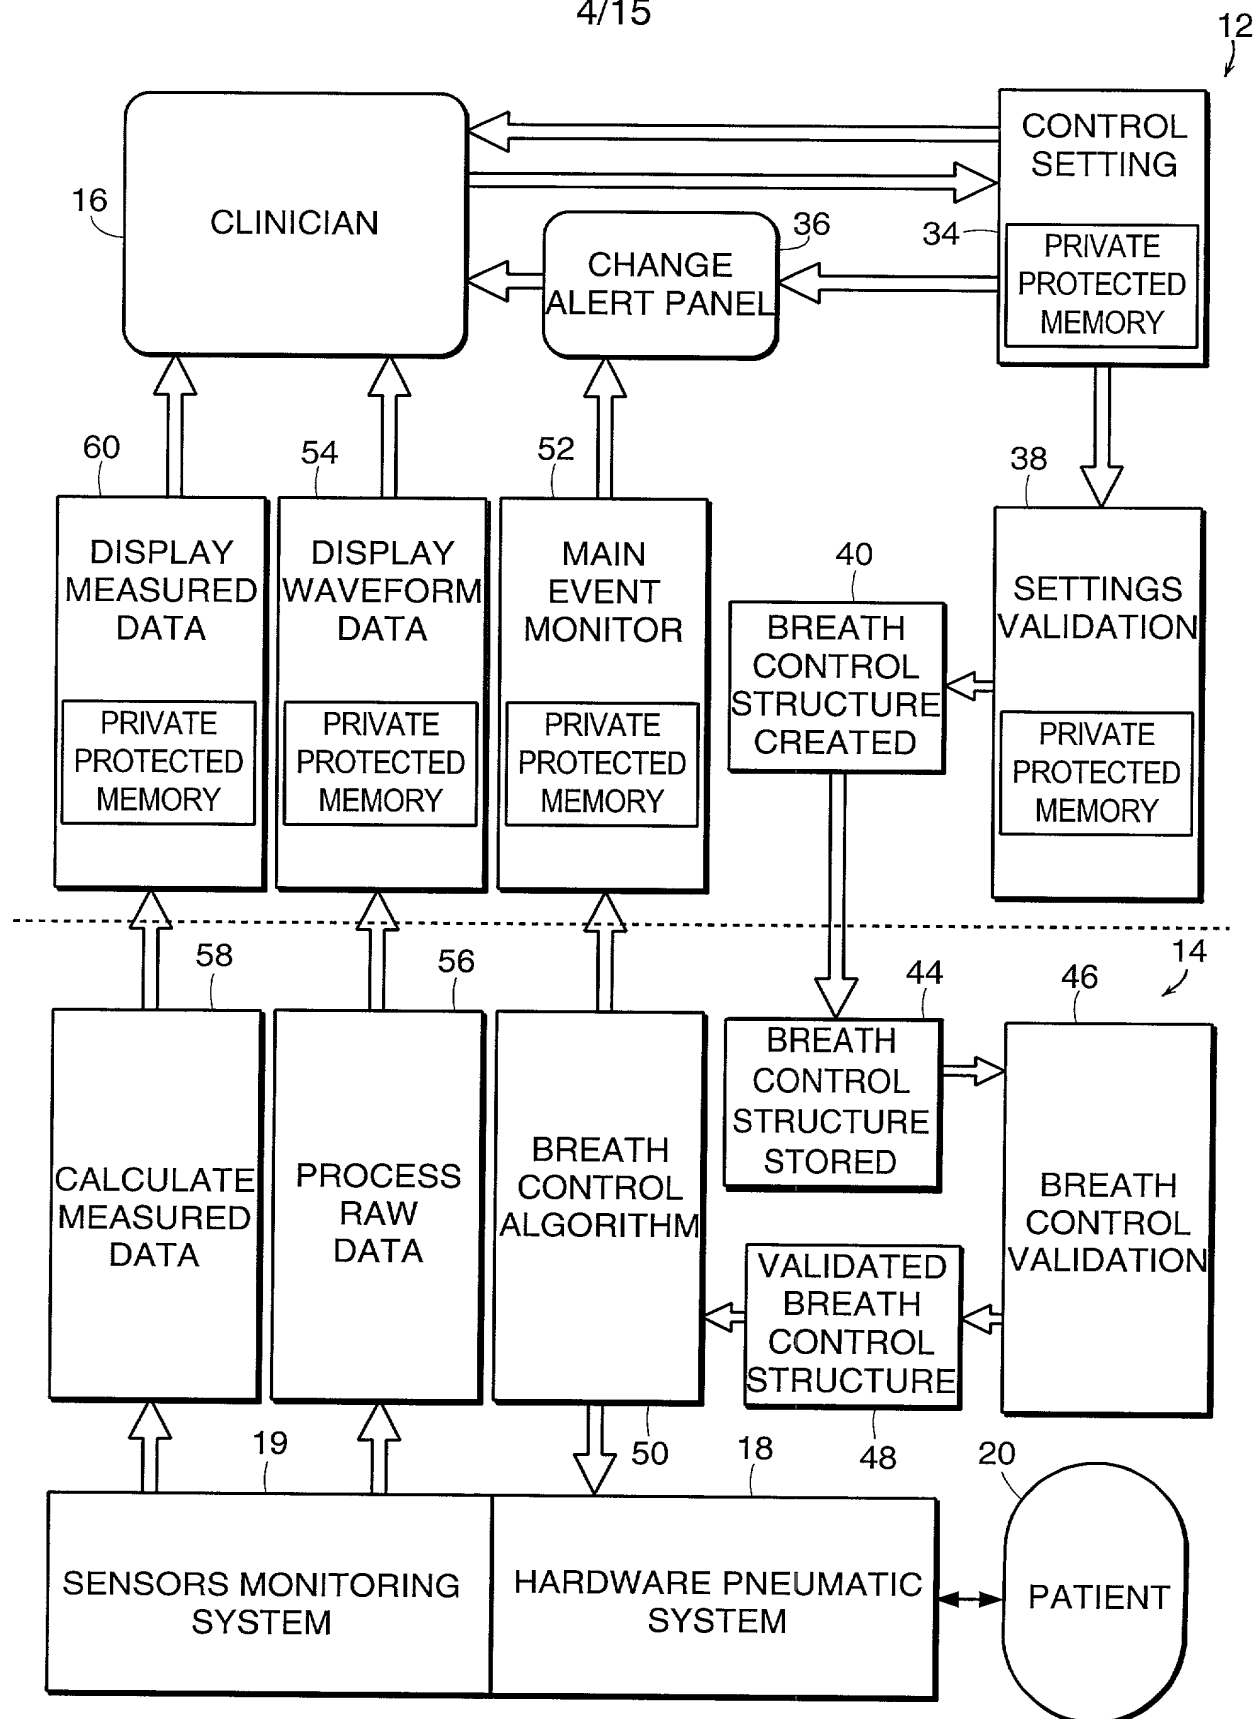 4/15
12
CLINICIAN
16
CONTROL
SETTING
34
PRIVATE
PROTECTED
MEMORY
36
CHANGE
ALERT PANEL
60
DISPLAY
MEASURED
DATA
PRIVATE
PROTECTED
MEMORY
54
DISPLAY
WAVEFORM
DATA
PRIVATE
PROTECTED
MEMORY
52
MAIN
EVENT
MONITOR
PRIVATE
PROTECTED
MEMORY
40
BREATH
CONTROL
STRUCTURE
CREATED
38
SETTINGS
VALIDATION
PRIVATE
PROTECTED
MEMORY
14
58
CALCULATE
MEASURED
DATA
56
PROCESS
RAW
DATA
BREATH
CONTROL
ALGORITHM
50
44
BREATH
CONTROL
STRUCTURE
STORED
46
BREATH
CONTROL
VALIDATION
VALIDATED
BREATH
CONTROL
STRUCTURE
48
19
SENSORS MONITORING
SYSTEM
18
HARDWARE PNEUMATIC
SYSTEM
20
PATIENT